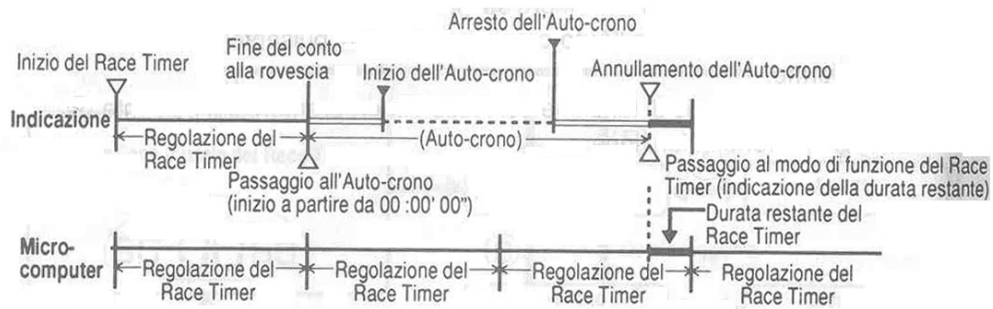 Arresto dell'Auto-crono
Inizio del Race Timer
Fine del conto
alla rovescia
Inizio dell'Auto-crono
Annullamento dell'Auto-crono
Indicazione
Regolazione del
Race Timer
(Auto-crono)
Passaggio all'Auto-crono
(inizio a partire da 00 :00' 00")
Passaggio al modo di funzione del Race
Timer (indicazione della durata restante)
Durata restante del
Race Timer
Micro-
computer
Regolazione del
Race Timer
Regolazione del
Race Timer
Regolazione del
Race Timer
Regolazione del
Race Timer